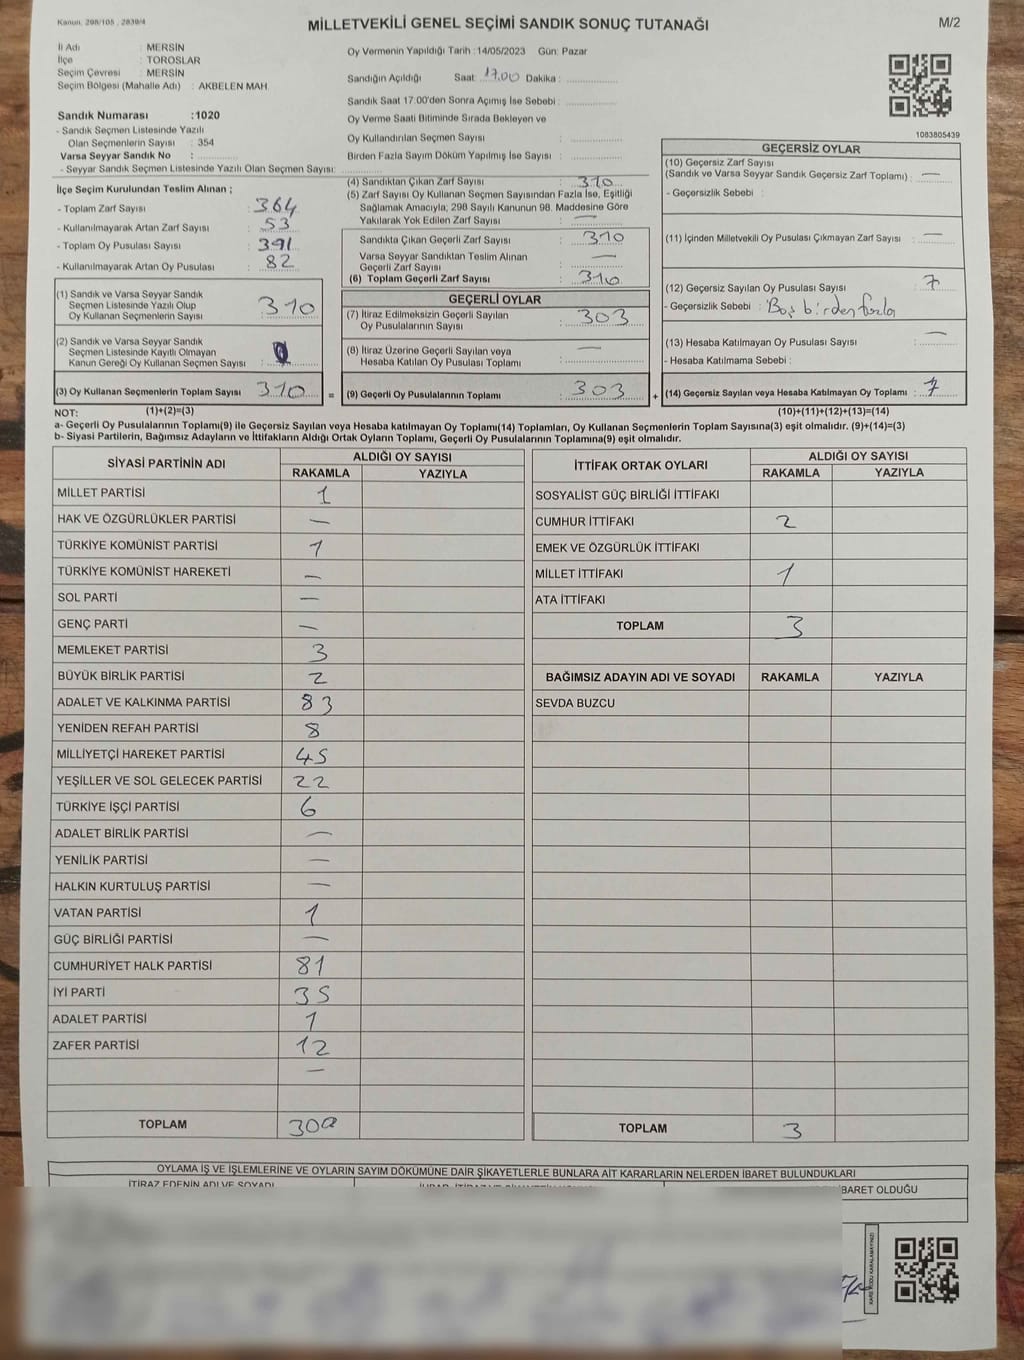 Kanun. 298/105 , 2839/4
MİLLETVEKİLİ GENEL SEÇİMİ SANDIK SONUÇ TUTANAĞI
M/2
İl Adı : MERSİN
İlçe : TOROSLAR
Seçim Çevresi : MERSİN
Seçim Bölgesi (Mahalle Adı) : AKBELEN MAH.
Oy Vermenin Yapıldığı Tarih :14/05/2023 Gün: Pazar
Sandığın Açıldığı Saat: 17.00 Dakika :
Sandık Saat 17:00'den Sonra Açımış İse Sebebi :
Oy Verme Saati Bitiminde Sırada Bekleyen ve
Oy Kullandırılan Seçmen Sayısı :
Birden Fazla Sayım Döküm Yapılmış İse Sayısı :
1083805439
Sandık Numarası :1020
- Sandık Seçmen Listesinde Yazılı
Olan Seçmenlerin Sayısı : 354
Varsa Seyyar Sandık No :
- Seyyar Sandık Seçmen Listesinde Yazılı Olan Seçmen Sayısı:
İlçe Seçim Kurulundan Teslim Alınan ;
- Toplam Zarf Sayısı : 364
- Kullanılmayarak Artan Zarf Sayısı : 53
- Toplam Oy Pusulası Sayısı : 391
- Kullanılmayarak Artan Oy Pusulası : 82
(1) Sandık ve Varsa Seyyar Sandık
Seçmen Listesinde Yazılı Olup
Oy Kullanan Seçmenlerin Sayısı : 310
(2) Sandık ve Varsa Seyyar Sandık
Seçmen Listesinde Kayıtlı Olmayan
Kanun Gereği Oy Kullanan Seçmen Sayısı :
(3) Oy Kullanan Seçmenlerin Toplam Sayısı : 310 =
(4) Sandıktan Çıkan Zarf Sayısı : 310
(5) Zarf Sayısı Oy Kullanan Seçmen Sayısından Fazla İse, Eşitliği
Sağlamak Amacıyla; 298 Sayılı Kanunun 98. Maddesine Göre
Yakılarak Yok Edilen Zarf Sayısı : —
Sandıkta Çıkan Geçerli Zarf Sayısı : 310
Varsa Seyyar Sandıktan Teslim Alınan —
Geçerli Zarf Sayısı :
(6) Toplam Geçerli Zarf Sayısı : 310
GEÇERLİ OYLAR
(7) İtiraz Edilmeksizin Geçerli Sayılan
Oy Pusulalarının Sayısı : 303
(8) İtiraz Üzerine Geçerli Sayılan veya —
Hesaba Katılan Oy Pusulası Toplamı :
(9) Geçerli Oy Pusulalarının Toplamı : 303 +
GEÇERSİZ OYLAR
(10) Geçersiz Zarf Sayısı
(Sandık ve Varsa Seyyar Sandık Geçersiz Zarf Toplamı) : —
- Geçersizlik Sebebi :
(11) İçinden Milletvekili Oy Pusulası Çıkmayan Zarf Sayısı : —
(12) Geçersiz Sayılan Oy Pusulası Sayısı : 7
- Geçersizlik Sebebi : Boş birden fazla
(13) Hesaba Katılmayan Oy Pusulası Sayısı : —
- Hesaba Katılmama Sebebi :
(14) Geçersiz Sayılan veya Hesaba Katılmayan Oy Toplamı : 7
NOT: (1)+(2)=(3)
(10)+(11)+(12)+(13)=(14)
a- Geçerli Oy Pusulalarının Toplamı(9) ile Geçersiz Sayılan veya Hesaba katılmayan Oy Toplamı(14) Toplamları, Oy Kullanan Seçmenlerin Toplam Sayısına(3) eşit olmalıdır. (9)+(14)=(3)
b- Siyasi Partilerin, Bağımsız Adayların ve İttifakların Aldığı Ortak Oyların Toplamı, Geçerli Oy Pusulalarının Toplamına(9) eşit olmalıdır.
SİYASİ PARTİNİN ADI ALDIĞI OY SAYISI
RAKAMLA YAZIYLA
MİLLET PARTİSİ 1
HAK VE ÖZGÜRLÜKLER PARTİSİ —
TÜRKİYE KOMÜNİST PARTİSİ 1
TÜRKİYE KOMÜNİST HAREKETİ —
SOL PARTİ —
GENÇ PARTİ —
MEMLEKET PARTİSİ 3
BÜYÜK BİRLİK PARTİSİ 2
ADALET VE KALKINMA PARTİSİ 83
YENİDEN REFAH PARTİSİ 8
MİLLİYETÇİ HAREKET PARTİSİ 45
YEŞİLLER VE SOL GELECEK PARTİSİ 22
TÜRKİYE İŞÇİ PARTİSİ 6
ADALET BİRLİK PARTİSİ —
YENİLİK PARTİSİ —
HALKIN KURTULUŞ PARTİSİ —
VATAN PARTİSİ 1
GÜÇ BİRLİĞİ PARTİSİ —
CUMHURİYET HALK PARTİSİ 81
İYİ PARTİ 35
ADALET PARTİSİ 1
ZAFER PARTİSİ 12
—
TOPLAM 300
İTTİFAK ORTAK OYLARI ALDIĞI OY SAYISI
RAKAMLA YAZIYLA
SOSYALİST GÜÇ BİRLİĞİ İTTİFAKI
CUMHUR İTTİFAKI 2
EMEK VE ÖZGÜRLÜK İTTİFAKI
MİLLET İTTİFAKI 1
ATA İTTİFAKI
TOPLAM 3
BAĞIMSIZ ADAYIN ADI VE SOYADI RAKAMLA YAZIYLA
SEVDA BUZCU
TOPLAM 3
OYLAMA İŞ VE İŞLEMLERİNE VE OYLARIN SAYIM DÖKÜMÜNE DAİR ŞİKAYETLERLE BUNLARA AİT KARARLARIN NELERDEN İBARET BULUNDUKLARI
İTİRAZ EDENİN ADI VE SOYADI
İBARET OLDUĞU
KARE KODU KARALAMAYINIZ!